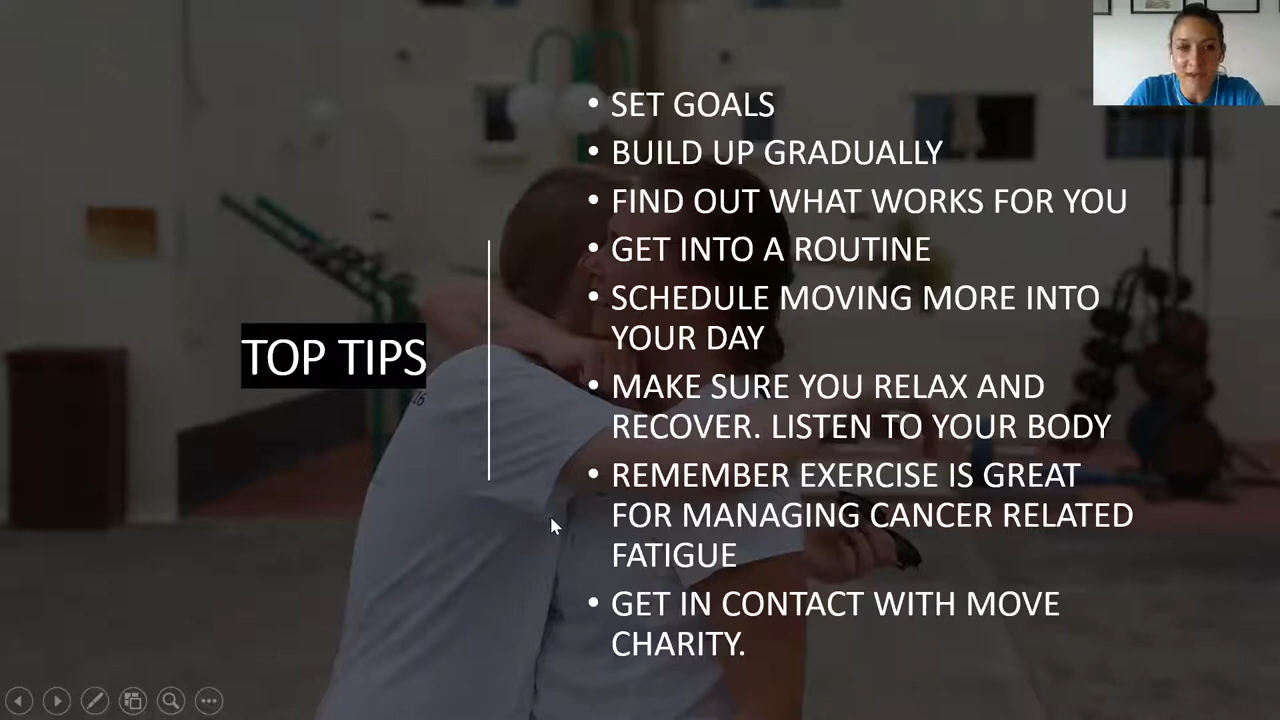 • SET GOALS
• BUILD UP GRADUALLY
• FIND OUT WHAT WORKS FOR YOU
• GET INTO A ROUTINE
• SCHEDULE MOVING MORE INTO
YOUR DAY
TOP TIPS
• MAKE SURE YOU RELAX AND
RECOVER. LISTEN TO YOUR BODY
• REMEMBER EXERCISE IS GREAT
FOR MANAGING CANCER RELATED
FATIGUE
• GET IN CONTACT WITH MOVE
CHARITY.